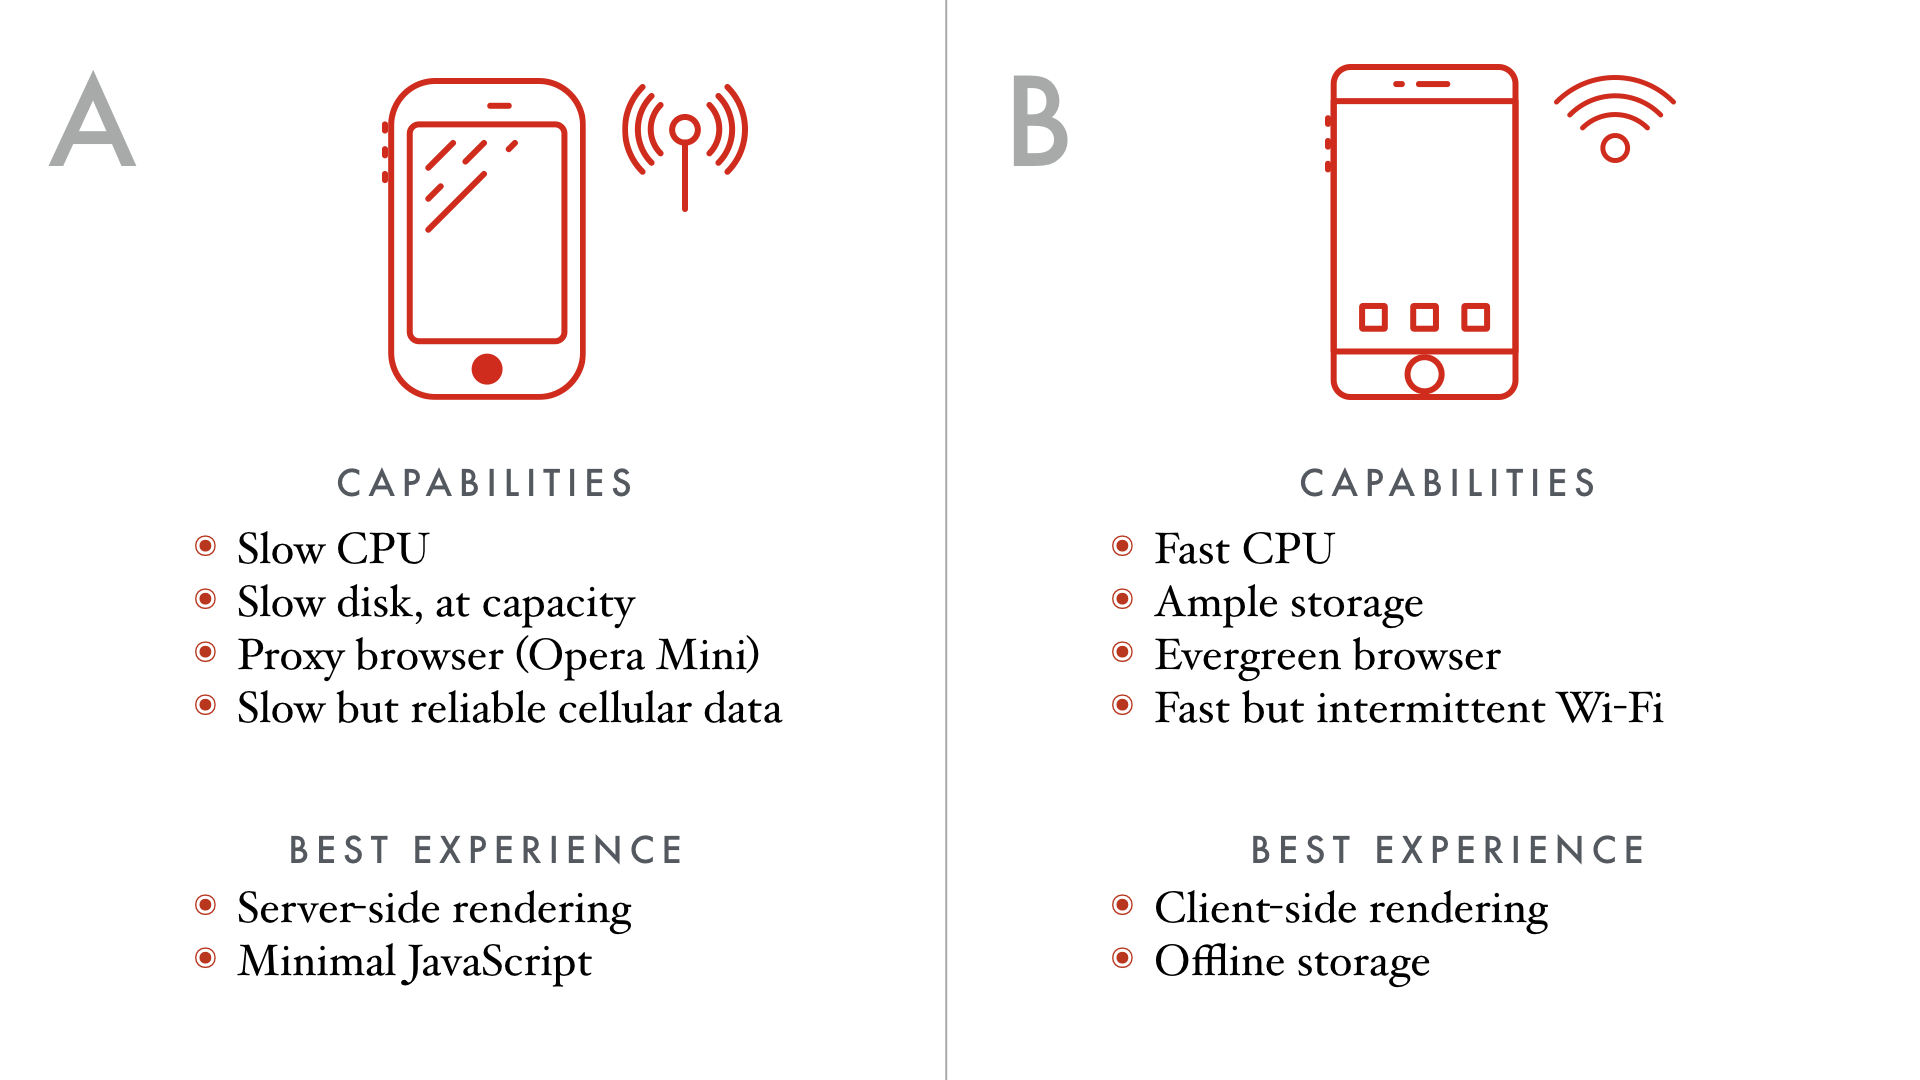 A
CAPABILITIES
Slow CPU
Slow disk, at capacity
Proxy browser (Opera Mini)
Slow but reliable cellular data
BEST EXPERIENCE
Server-side rendering
Minimal JavaScript
B
CAPABILITIES
Fast CPU
Ample storage
Evergreen browser
Fast but intermittent Wi-Fi
BEST EXPERIENCE
Client-side rendering
Offline storage